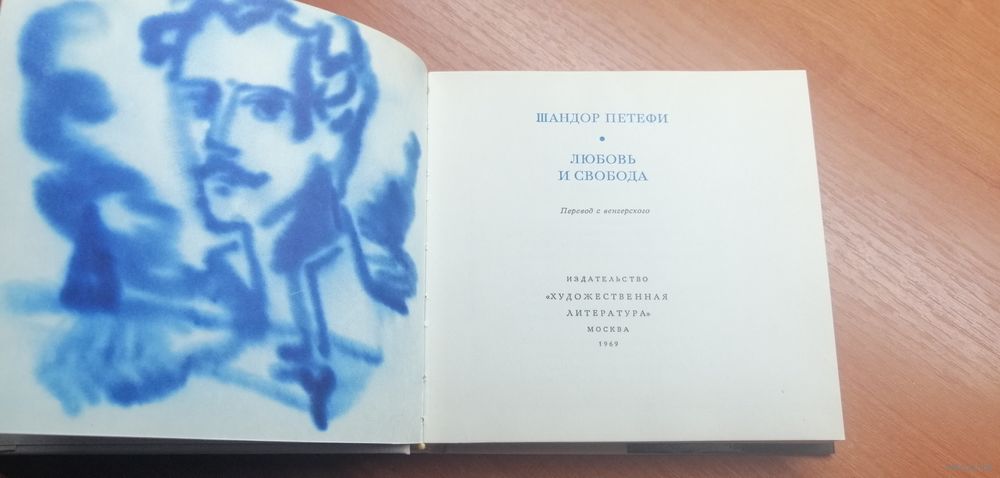 ШАНДОР ПЕТЕФИ
ЛЮБОВЬ
И СВОБОДА
Перевод с венгерского
ИЗДАТЕЛЬСТВО
«ХУДОЖЕСТВЕННАЯ
ЛИТЕРАТУРА»
МОСКВА
1969